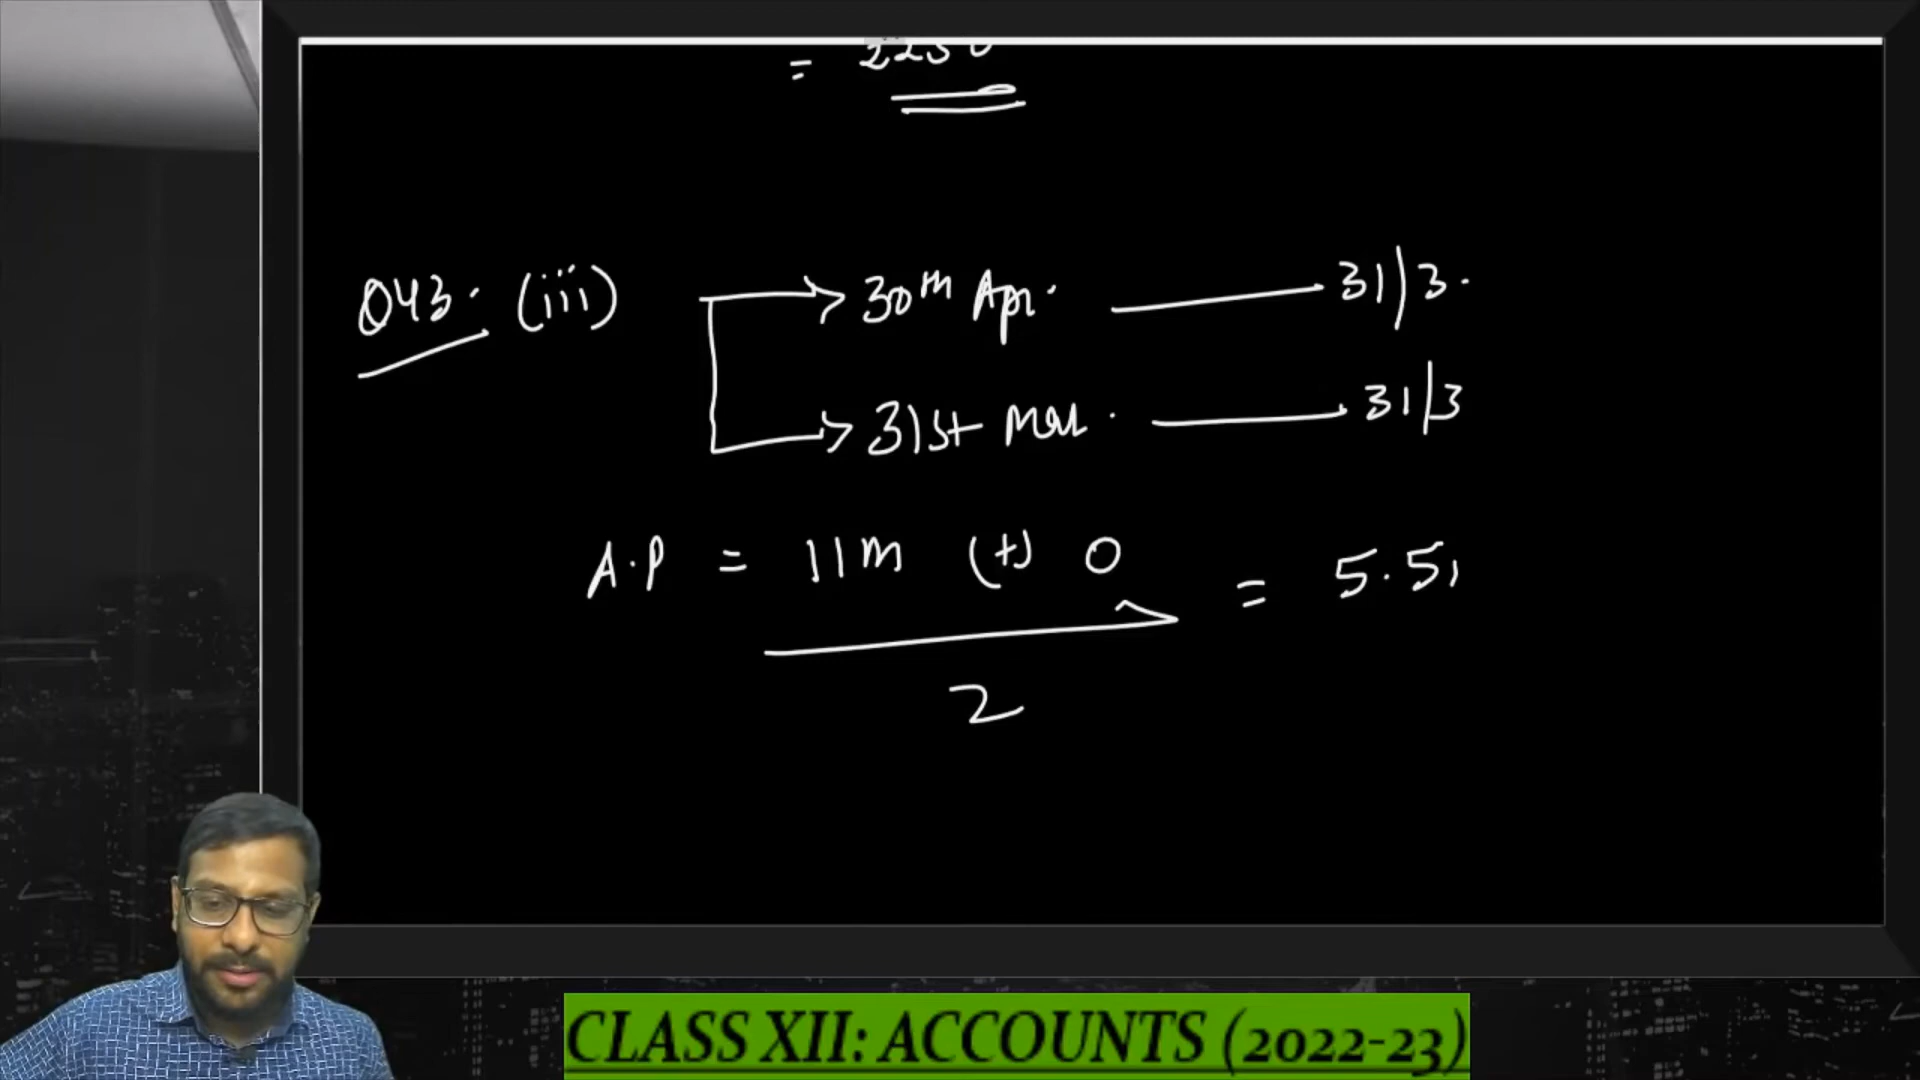 = 2250
Q43. (iii) 30th Apr. 31/3.
31st Mar. 31/3
A.P = 11m (+) 0 = 5.5
2
CLASS XII: ACCOUNTS (2022-23)